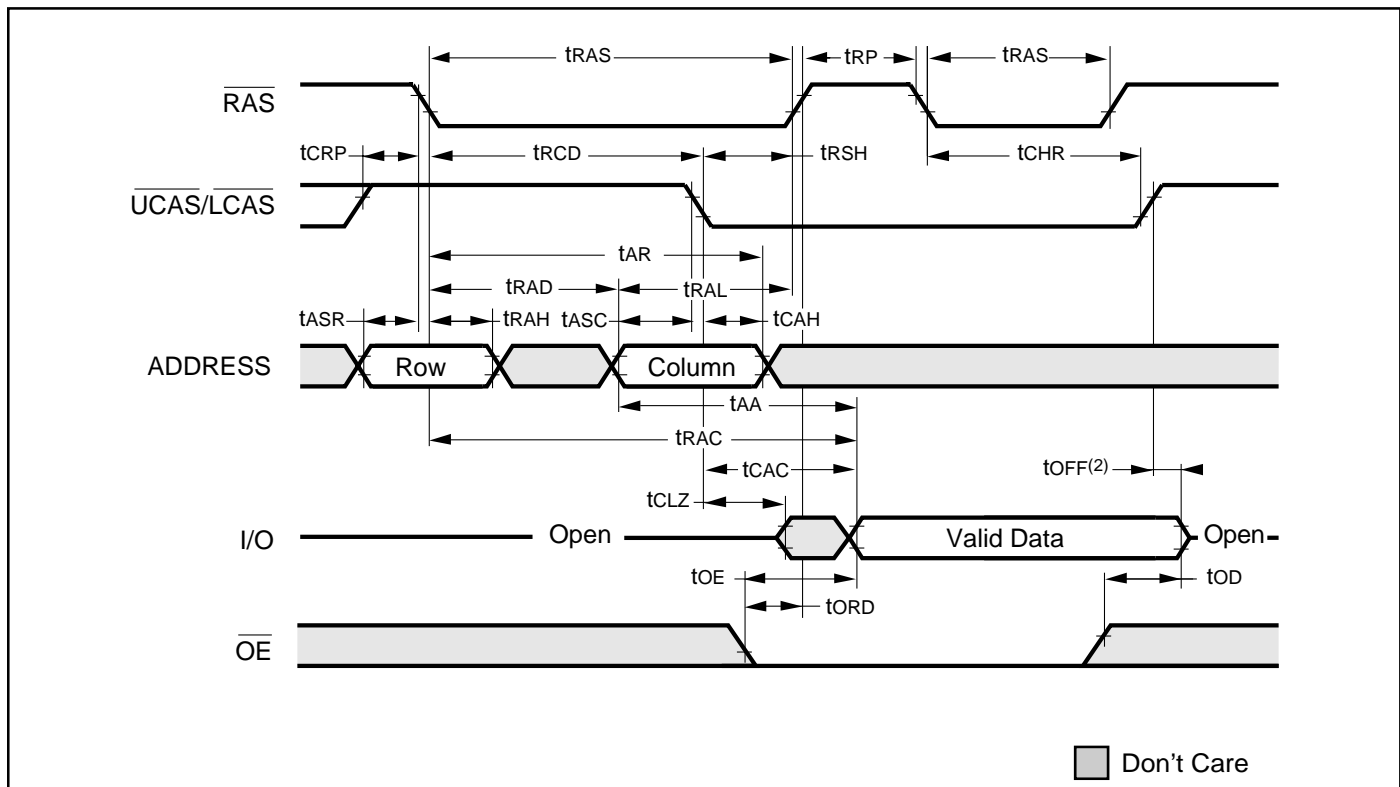 tRAS tRP tRAS
RAS
tCRP tRCD tRSH tCHR
UCAS/LCAS
tAR
tRAD tRAL
tASR tRAH tASC tCAH
ADDRESS Row Column
tAA
tRAC
tCAC tOFF(2)
tCLZ
I/O Open Valid Data Open
tOE tOD
tORD
OE
Don't Care